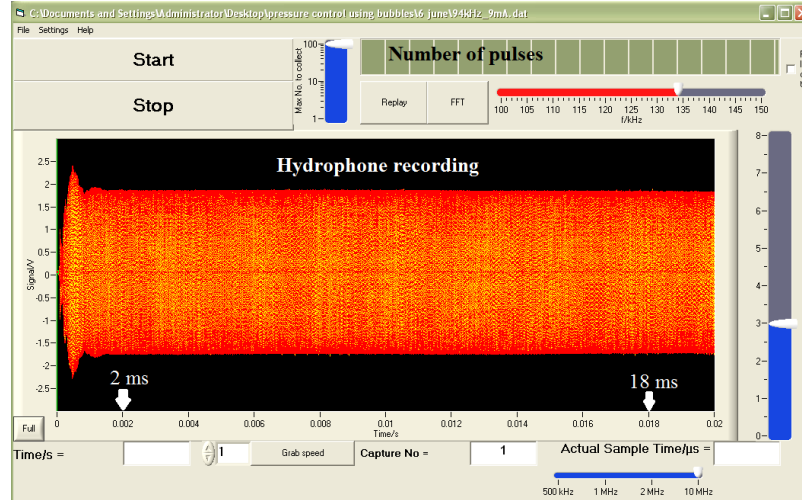 C:\Documents and Settings\Administrator\Desktop\pressure control using bubbles\6 june\94kHz_9mA.dat
File Settings Help
Start
Stop
Max No. to collect
100
10
1
Number of pulses
Replay
FFT
100 105 110 115 120 125 130 135 140 145 150
f/kHz
Hydrophone recording
Signal/V
2.5
2
1.5
1
0.5
0
-0.5
-1
-1.5
-2
-2.5
2 ms
18 ms
8
7
6
5
4
3
2
1
0
Full
0 0.002 0.004 0.006 0.008 0.01 0.012 0.014 0.016 0.018 0.02
Time/s
Time/s =
1
Grab speed
Capture No =
1
Actual Sample Time/µs =
500 kHz 1 MHz 2 MHz 10 MHz